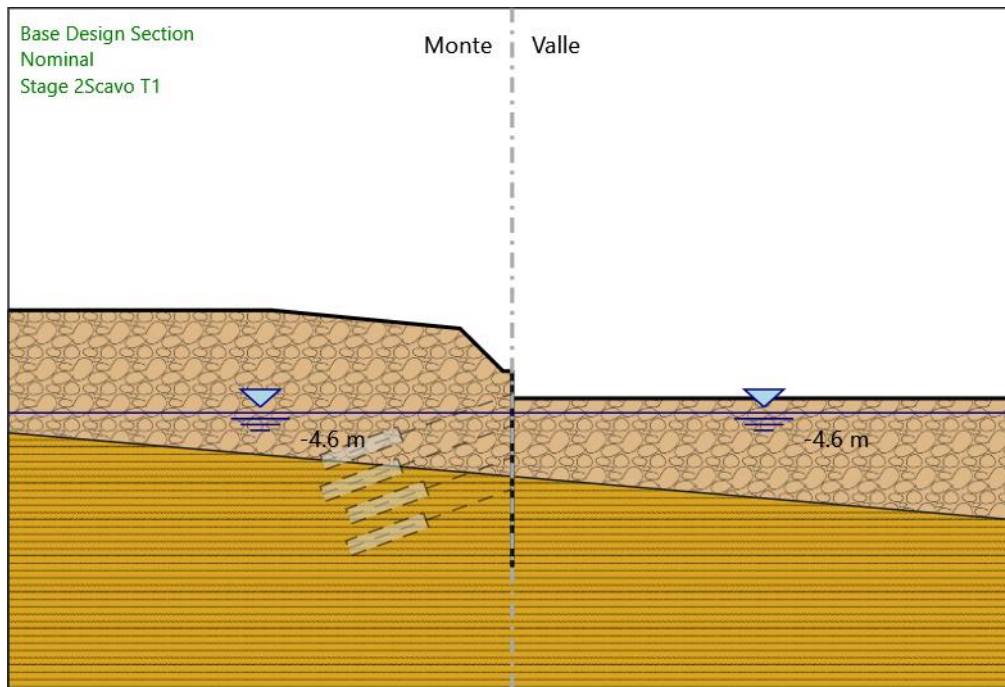 Base Design Section
Nominal
Stage 2Scavo T1
Monte Valle
-4.6 m
-4.6 m